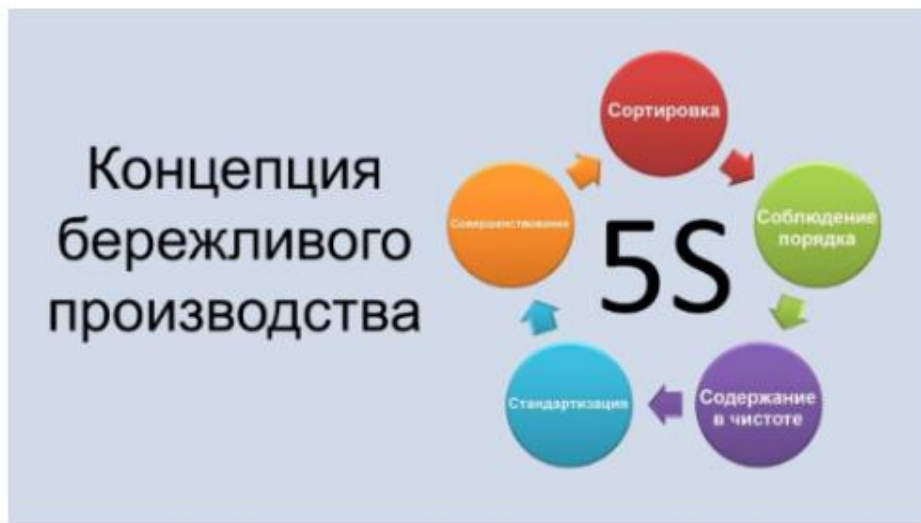 Концепция
бережливого
производства
5S
Сортировка
Соблюдение
порядка
Содержание
в чистоте
Стандартизация
Совершенствование